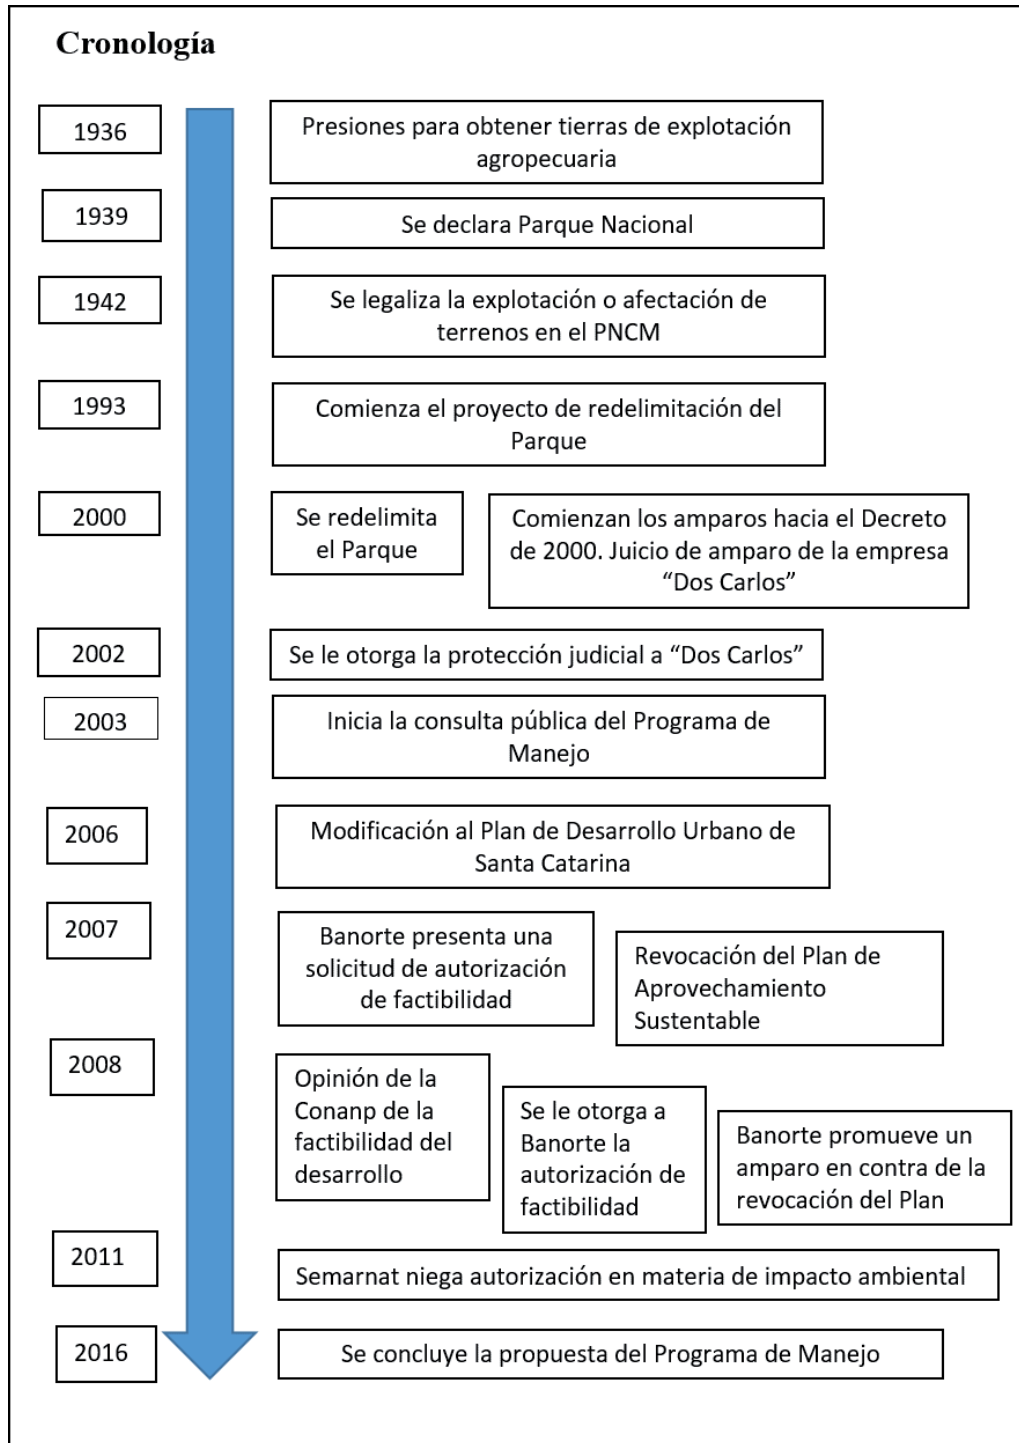 Cronología
1936
Presiones para obtener tierras de explotación
agropecuaria
1939
Se declara Parque Nacional
1942
Se legaliza la explotación o afectación de
terrenos en el PNCM
1993
Comienza el proyecto de redelimitación del
Parque
2000
Se redelimita
el Parque
Comienzan los amparos hacia el Decreto
de 2000. Juicio de amparo de la empresa
“Dos Carlos”
2002
Se le otorga la protección judicial a “Dos Carlos”
2003
Inicia la consulta pública del Programa de
Manejo
2006
Modificación al Plan de Desarrollo Urbano de
Santa Catarina
2007
Banorte presenta una
solicitud de autorización
de factibilidad
Revocación del Plan de
Aprovechamiento
Sustentable
2008
Opinión de la
Conanp de la
factibilidad del
desarrollo
Se le otorga a
Banorte la
autorización de
factibilidad
Banorte promueve un
amparo en contra de la
revocación del Plan
2011
Semarnat niega autorización en materia de impacto ambiental
2016
Se concluye la propuesta del Programa de Manejo